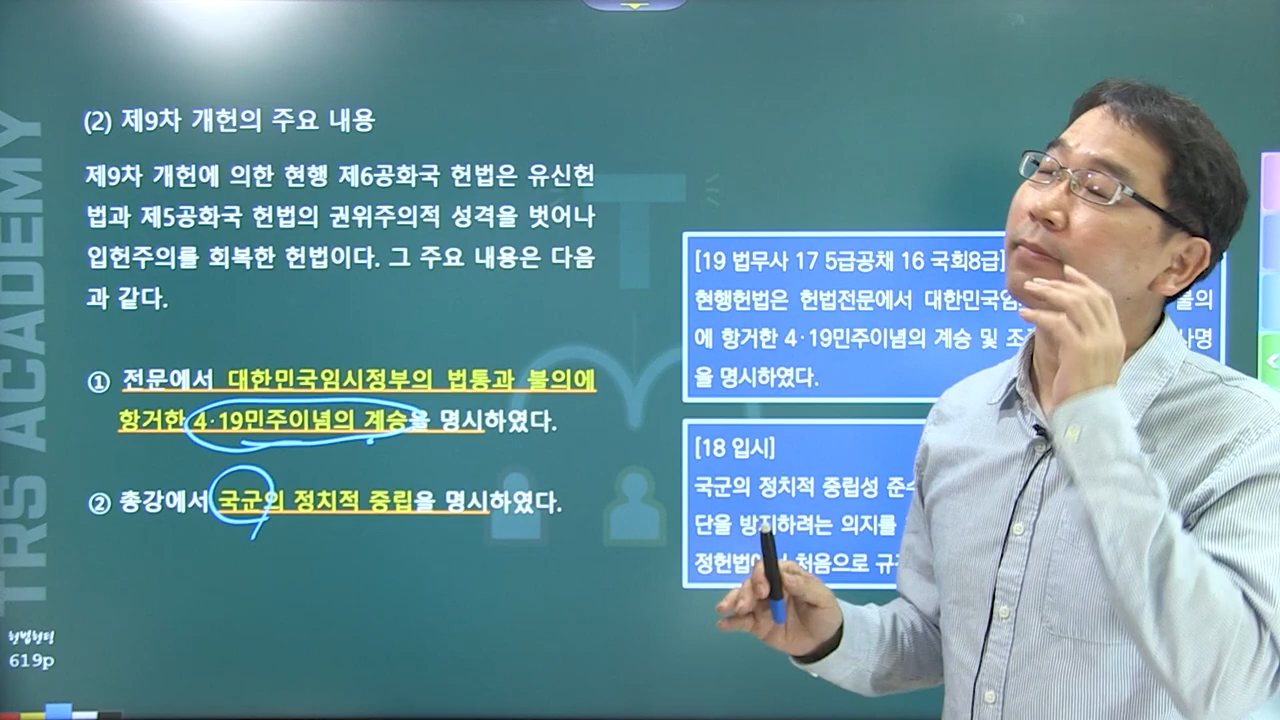 (2) 제9차 개헌의 주요 내용
제9차 개헌에 의한 현행 제6공화국 헌법은 유신헌
법과 제5공화국 헌법의 권위주의적 성격을 벗어나
입헌주의를 회복한 헌법이다. 그 주요 내용은 다음
과 같다.
① 전문에서 대한민국임시정부의 법통과 불의에
항거한 4·19민주이념의 계승을 명시하였다.
② 총강에서 국군의 정치적 중립을 명시하였다.
[19 법무사 17 5급공채 16 국회8급]
현행헌법은 헌법전문에서 대한민국임 불의
에 항거한 4·19민주이념의 계승 및 조 사명
을 명시하였다.
[18 입시]
국군의 정치적 중립성 준수
단을 방지하려는 의지를
정헌법에서 처음으로 규정
TRS ACADEMY
619p